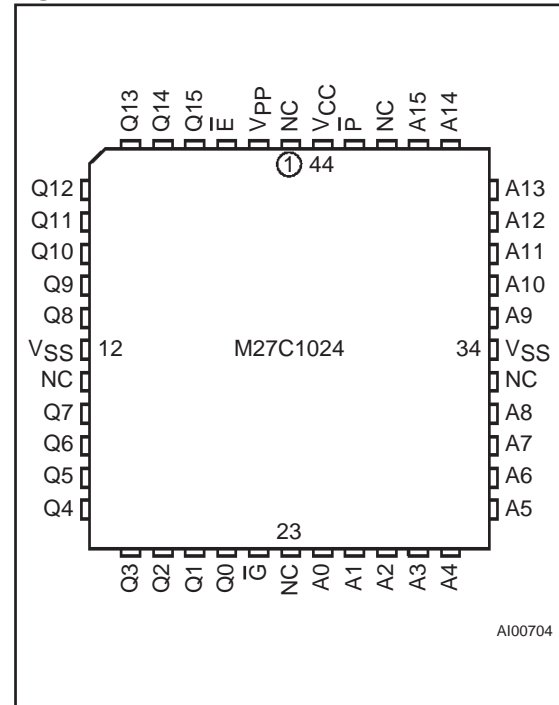 Q13 Q14 Q15 E̅ VPP NC VCC P̅ NC A15 A14
1 44
Q12 A13
Q11 A12
Q10 A11
Q9 A10
Q8 A9
VSS 12 M27C1024 34 VSS
NC NC
Q7 A8
Q6 A7
Q5 A6
Q4 A5
23
Q3 Q2 Q1 Q0 G̅ NC A0 A1 A2 A3 A4
AI00704